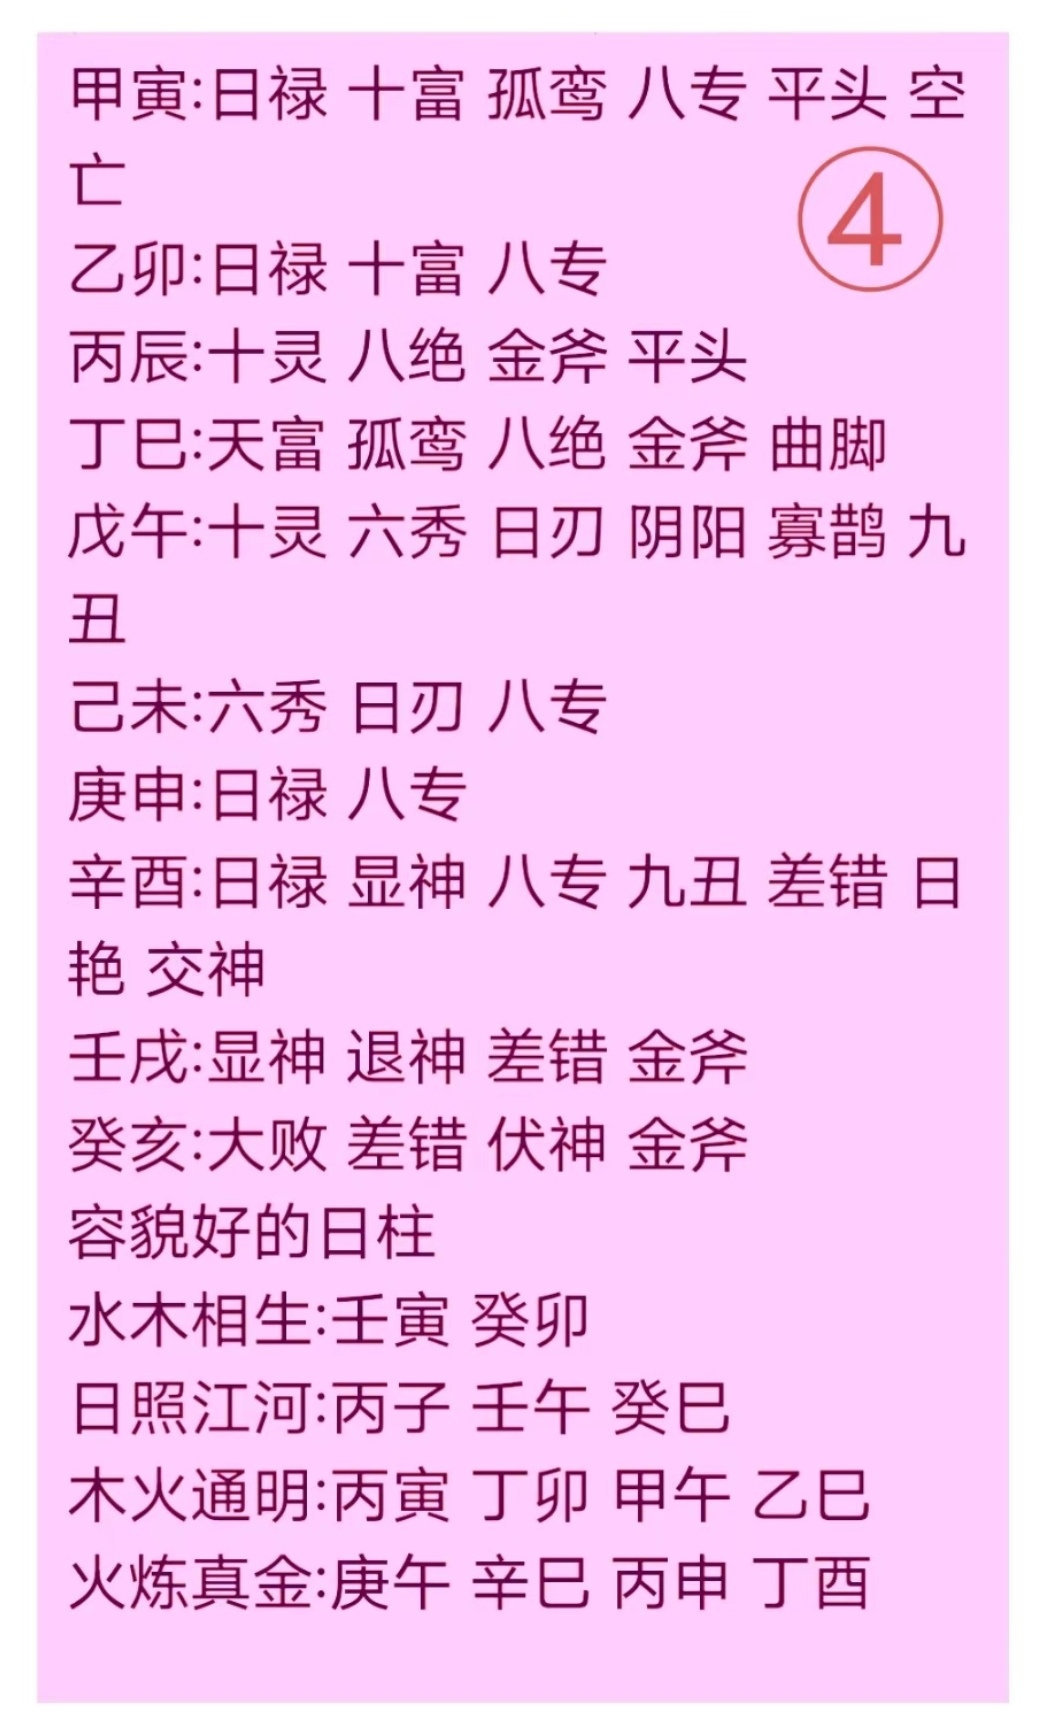 甲寅:日禄 十富 孤鸾 八专 平头 空
亡
④
乙卯:日禄 十富 八专
丙辰:十灵 八绝 金斧 平头
丁巳:天富 孤鸾 八绝 金斧 曲脚
戊午:十灵 六秀 日刃 阴阳 寡鹊 九
丑
己未:六秀 日刃 八专
庚申:日禄 八专
辛酉:日禄 显神 八专 九丑 差错 日
艳 交神
壬戌:显神 退神 差错 金斧
癸亥:大败 差错 伏神 金斧
容貌好的日柱
水木相生:壬寅 癸卯
日照江河:丙子 壬午 癸巳
木火通明:丙寅 丁卯 甲午 乙巳
火炼真金:庚午 辛巳 丙申 丁酉